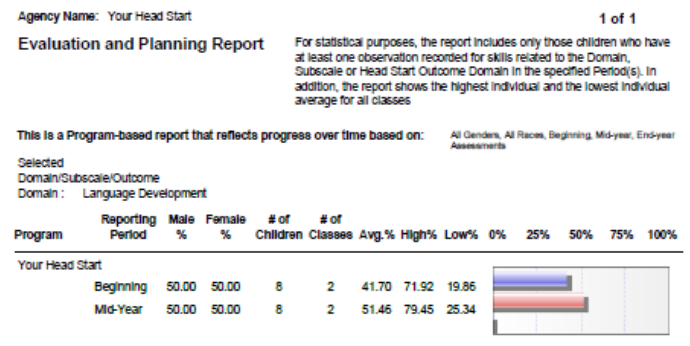 Agency Name: Your Head Start
1 of 1
Evaluation and Planning Report
For statistical purposes, the report includes only those children who have
at least one observation recorded for skills related to the Domain,
Subscale or Head Start Outcome Domain in the specified Period(s). In
addition, the report shows the highest individual and the lowest individual
average for all classes
This is a Program-based report that reflects progress over time based on: All Genders, All Races, Beginning, Mid-year, End-year
Assessments
Selected
Domain/Subscale/Outcome
Domain : Language Development
Program Reporting Period Male % Female % # of Children # of Classes Avg.% High% Low% 0% 25% 50% 75% 100%
Your Head Start
Beginning 50.00 50.00 8 2 41.70 71.92 19.86
Mid-Year 50.00 50.00 8 2 51.46 79.45 25.34